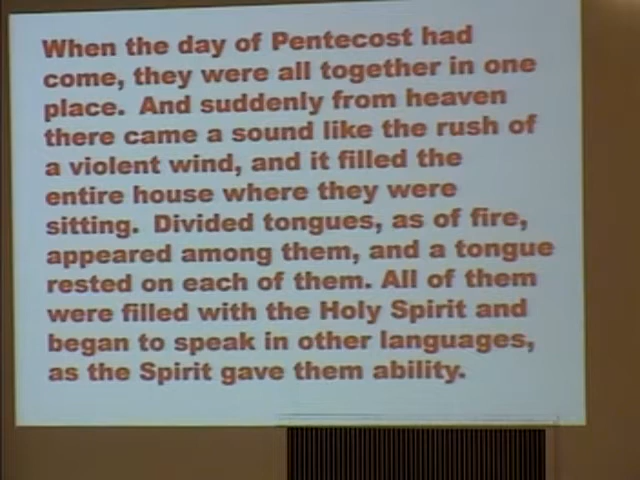 When the day of Pentecost had
come, they were all together in one
place. And suddenly from heaven
there came a sound like the rush of
a violent wind, and it filled the
entire house where they were
sitting. Divided tongues, as of fire,
appeared among them, and a tongue
rested on each of them. All of them
were filled with the Holy Spirit and
began to speak in other languages,
as the Spirit gave them ability.